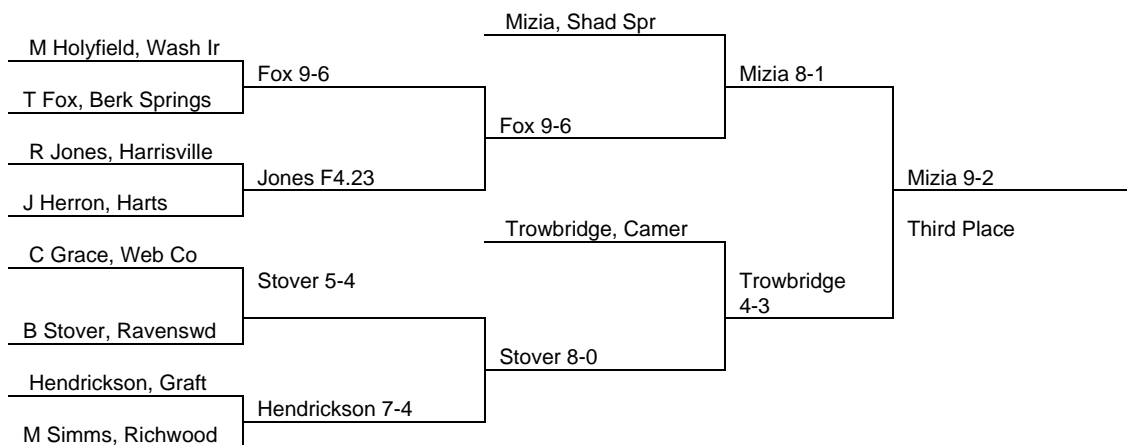 Mizia, Shad Spr
M Holyfield, Wash Ir
Fox 9-6
Mizia 8-1
T Fox, Berk Springs
Fox 9-6
R Jones, Harrisville
Jones F4.23
Mizia 9-2
J Herron, Harts
Trowbridge, Camer
Third Place
C Grace, Web Co
Stover 5-4
Trowbridge
4-3
B Stover, Ravenswd
Stover 8-0
Hendrickson, Graft
Hendrickson 7-4
M Simms, Richwood